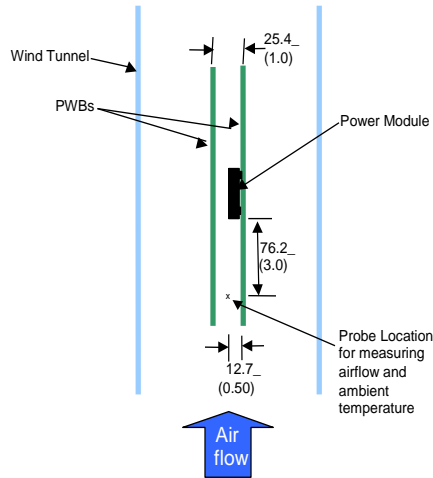 25.4_
(1.0)
Wind Tunnel
PWBs
Power Module
76.2_
(3.0)
x
Probe Location
for measuring
airflow and
ambient
temperature
12.7_
(0.50)
Air
flow